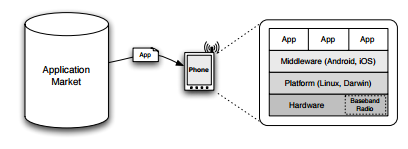 Application
Market
App
Phone
App App App
Middleware (Android, iOS)
Platform (Linux, Darwin)
Hardware
Baseband
Radio